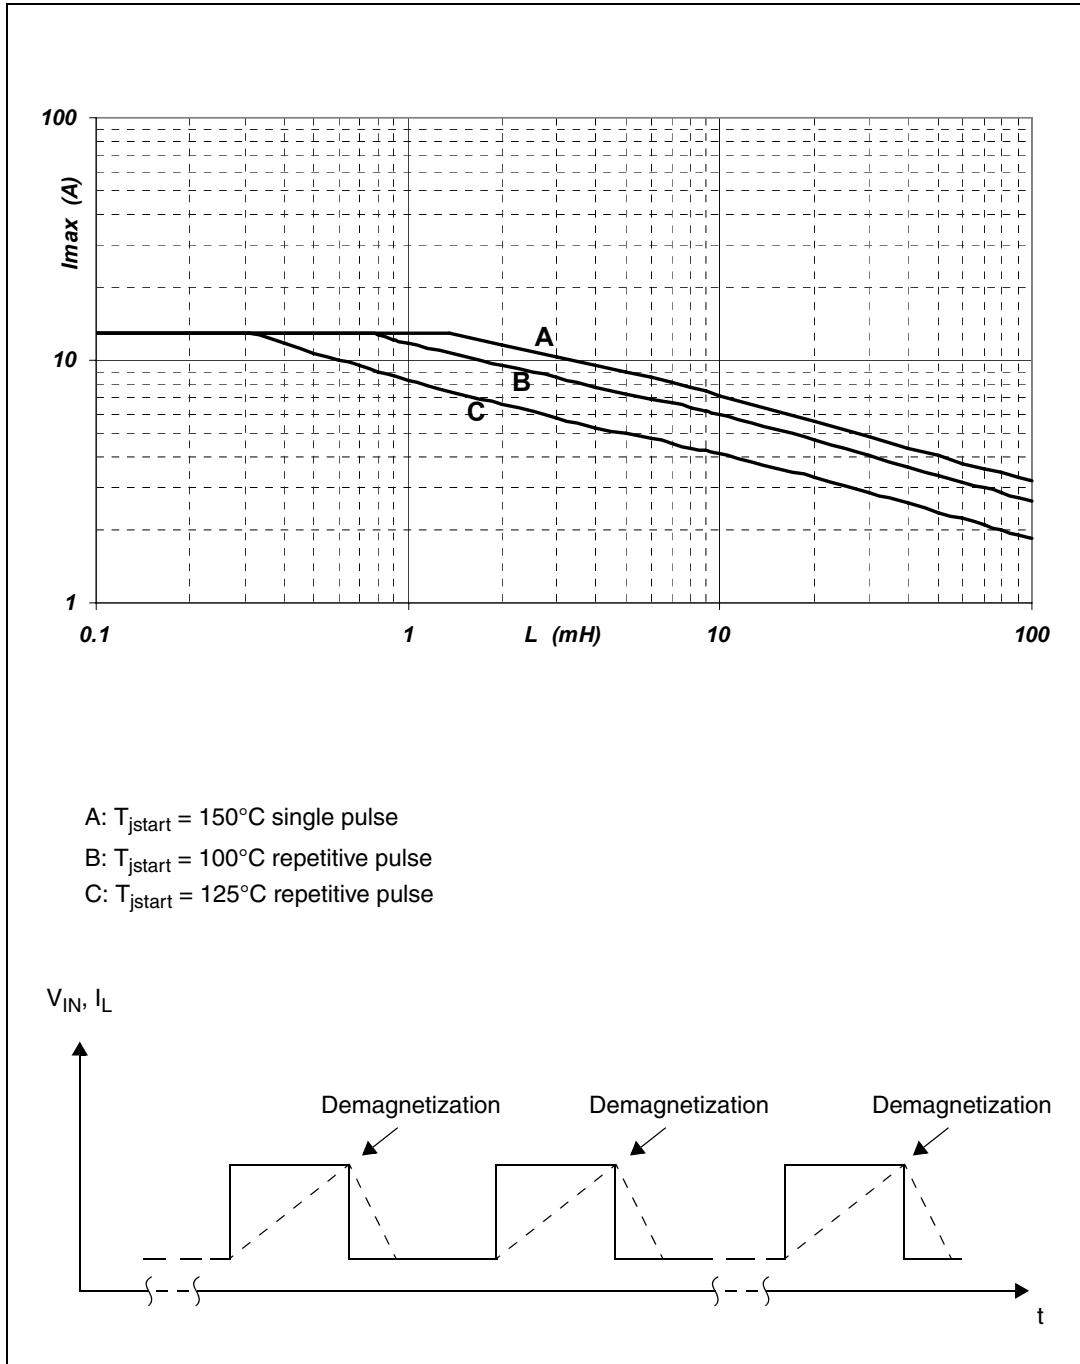 100
Imax (A)
A
10
B
C
1
0.1 1 L (mH) 10 100
A: Tjstart = 150°C single pulse
B: Tjstart = 100°C repetitive pulse
C: Tjstart = 125°C repetitive pulse
VIN, IL
Demagnetization Demagnetization Demagnetization
t